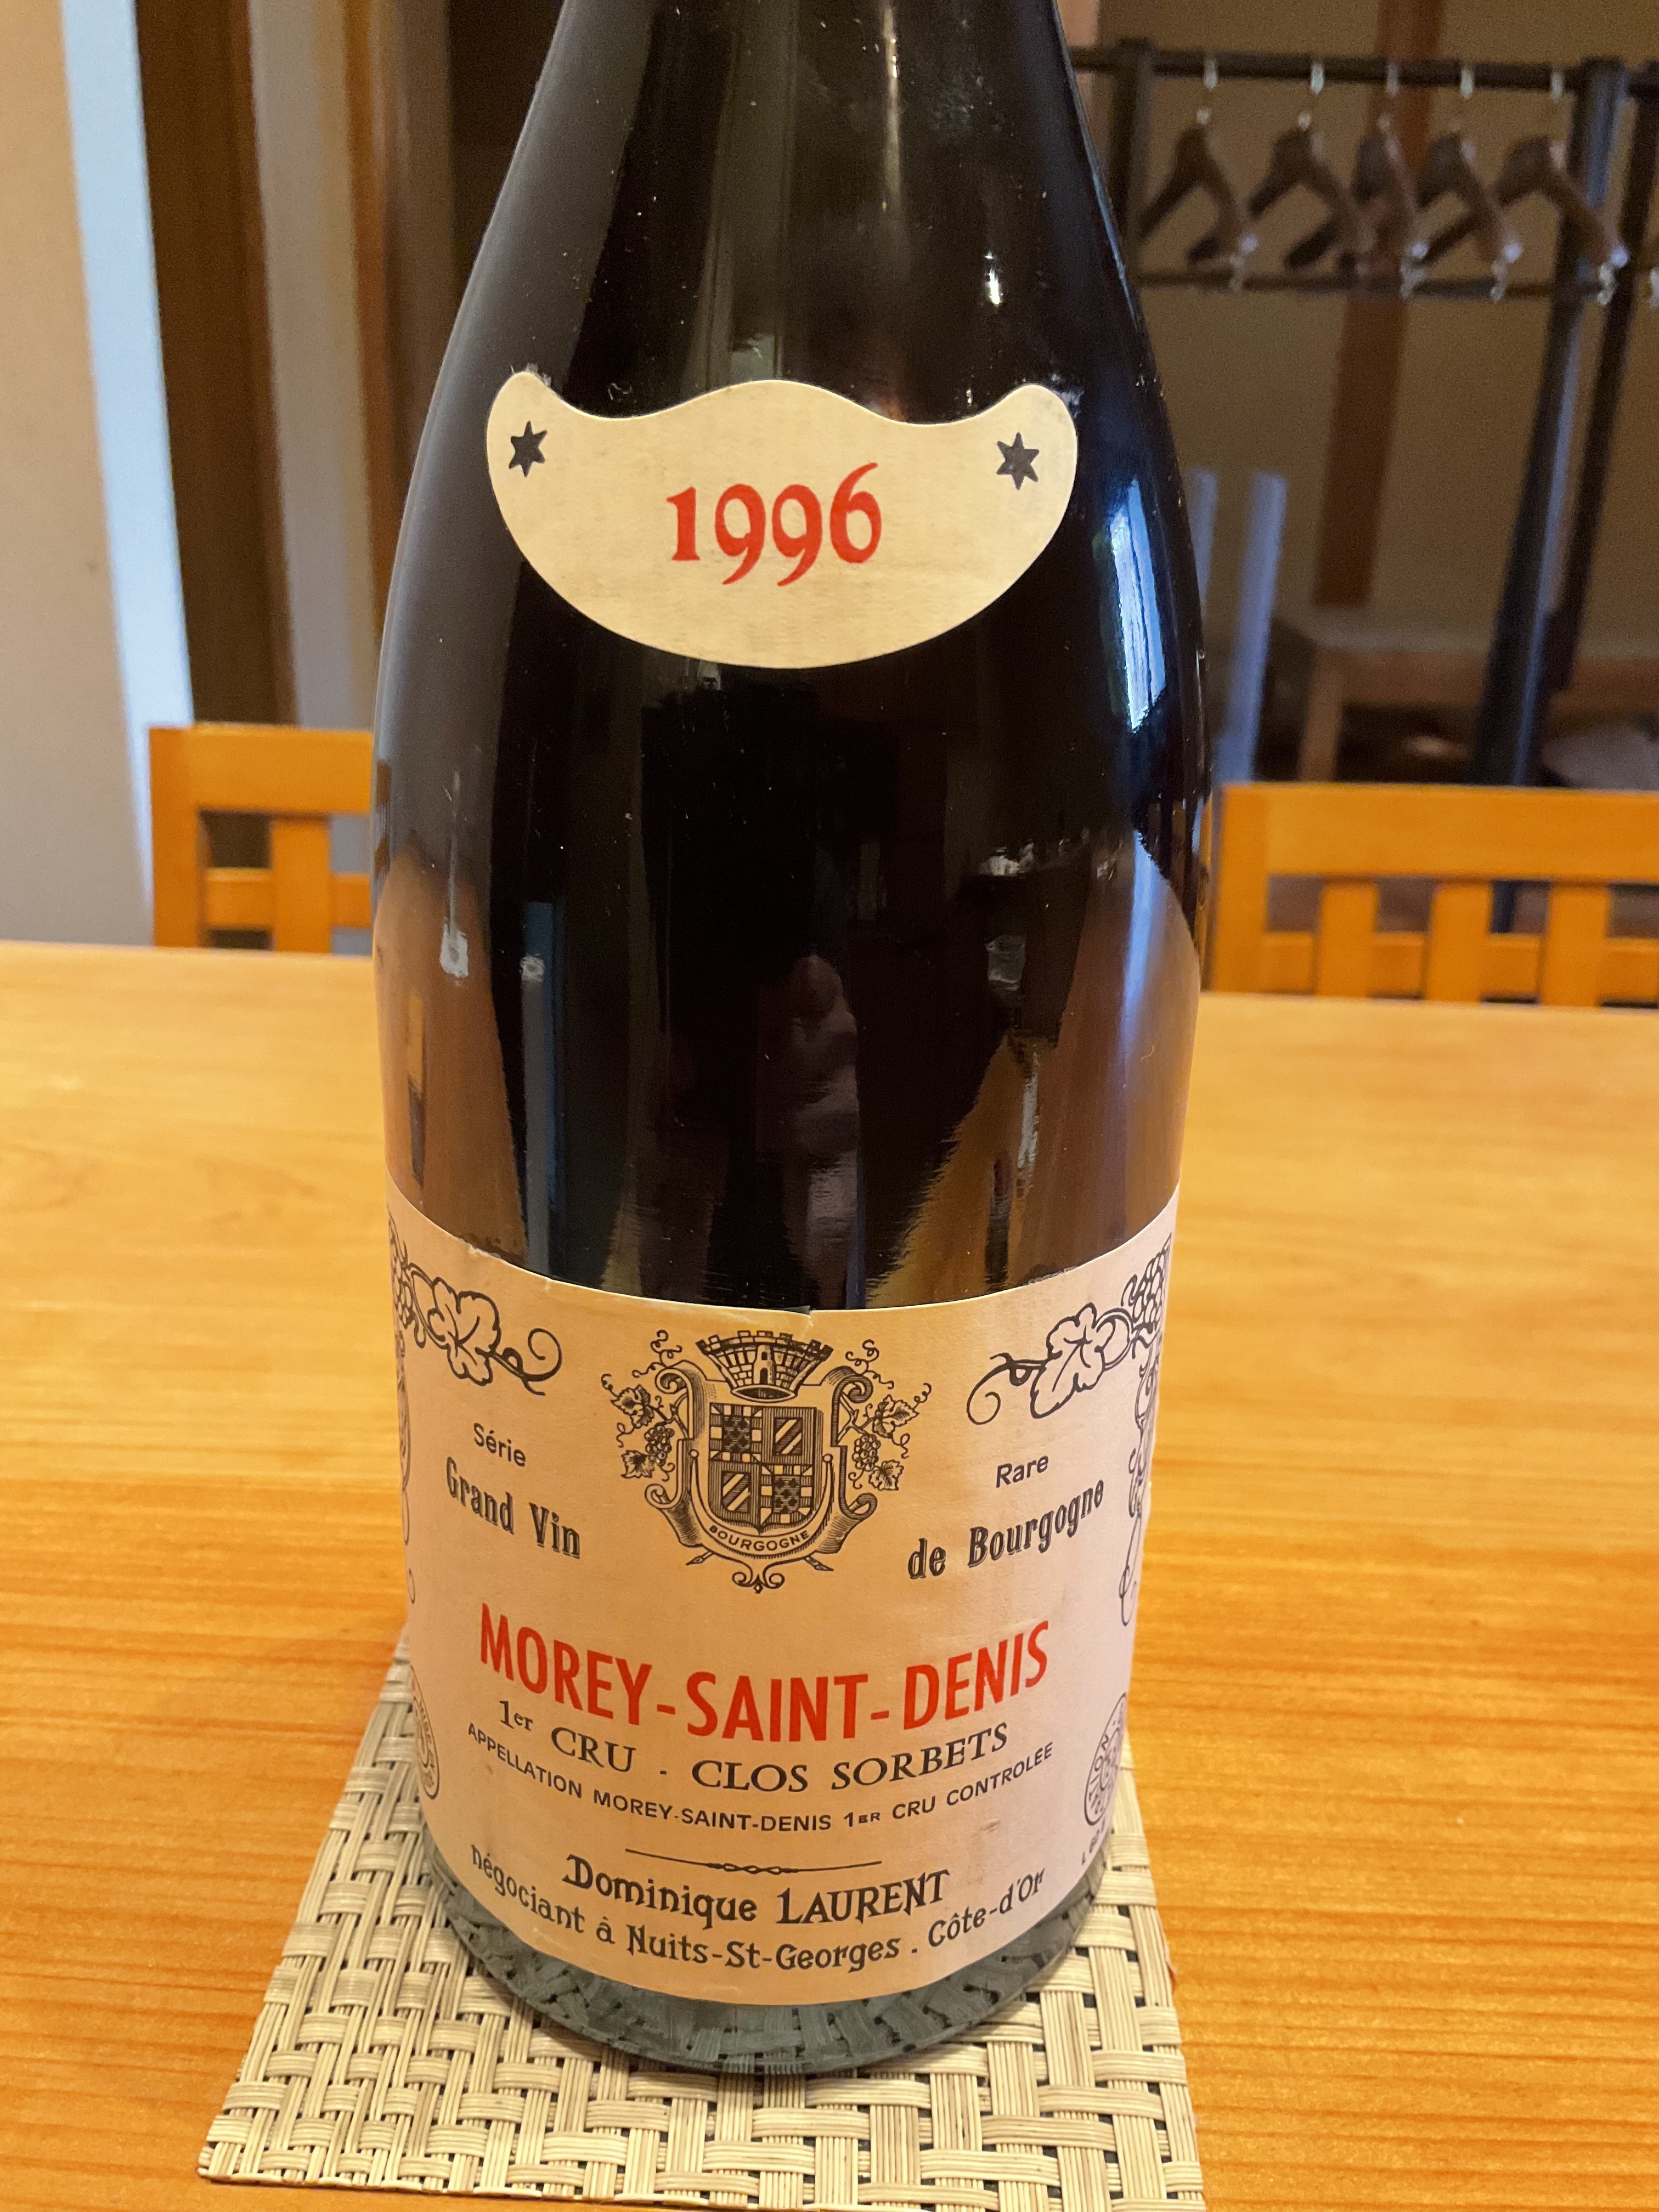 1996
Série Rare
Grand Vin de Bourgogne
BOURGOGNE
MOREY-SAINT-DENIS
1er CRU . CLOS SORBETS
APPELLATION MOREY-SAINT-DENIS 1ER CRU CONTROLÉE
Dominique LAURENT
négociant à Nuits-St-Georges . Côte-d'Or